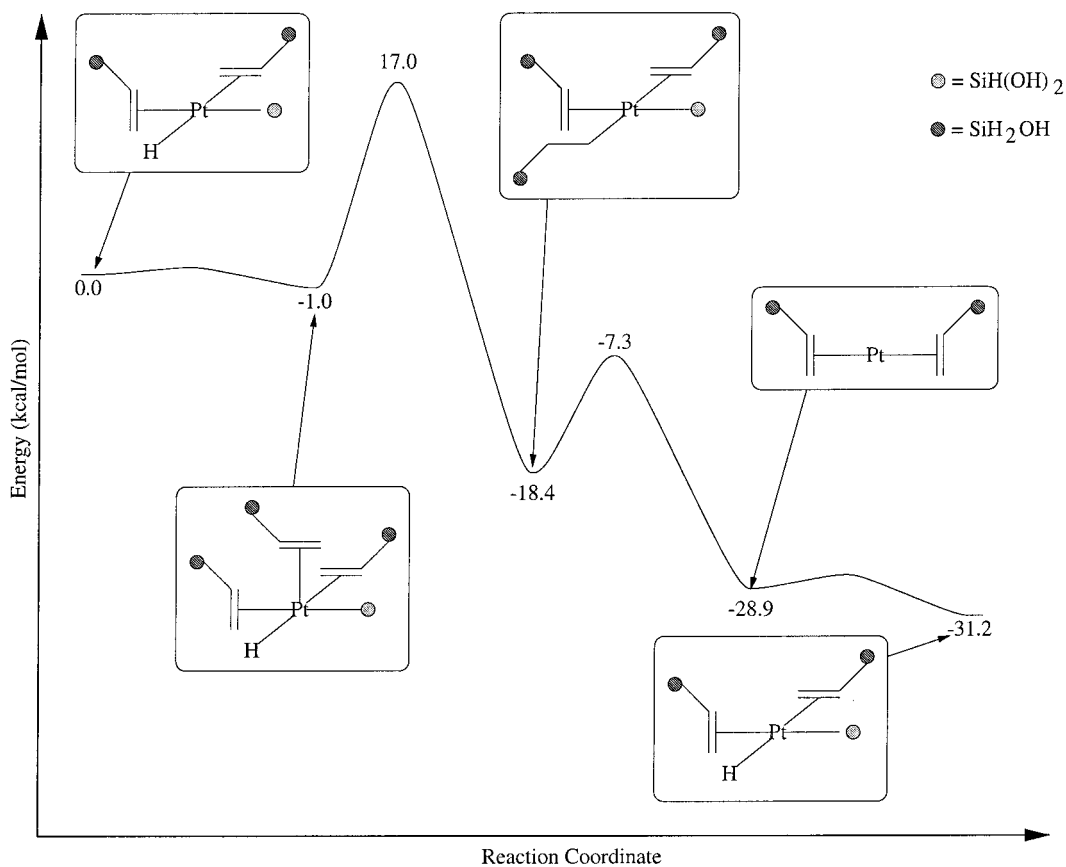 17.0
Pt
H
Pt
= SiH(OH) 2
= SiH2OH
0.0
-1.0
-7.3
Pt
Energy (kcal/mol)
-18.4
Pt
H
-28.9
-31.2
Pt
H
Reaction Coordinate